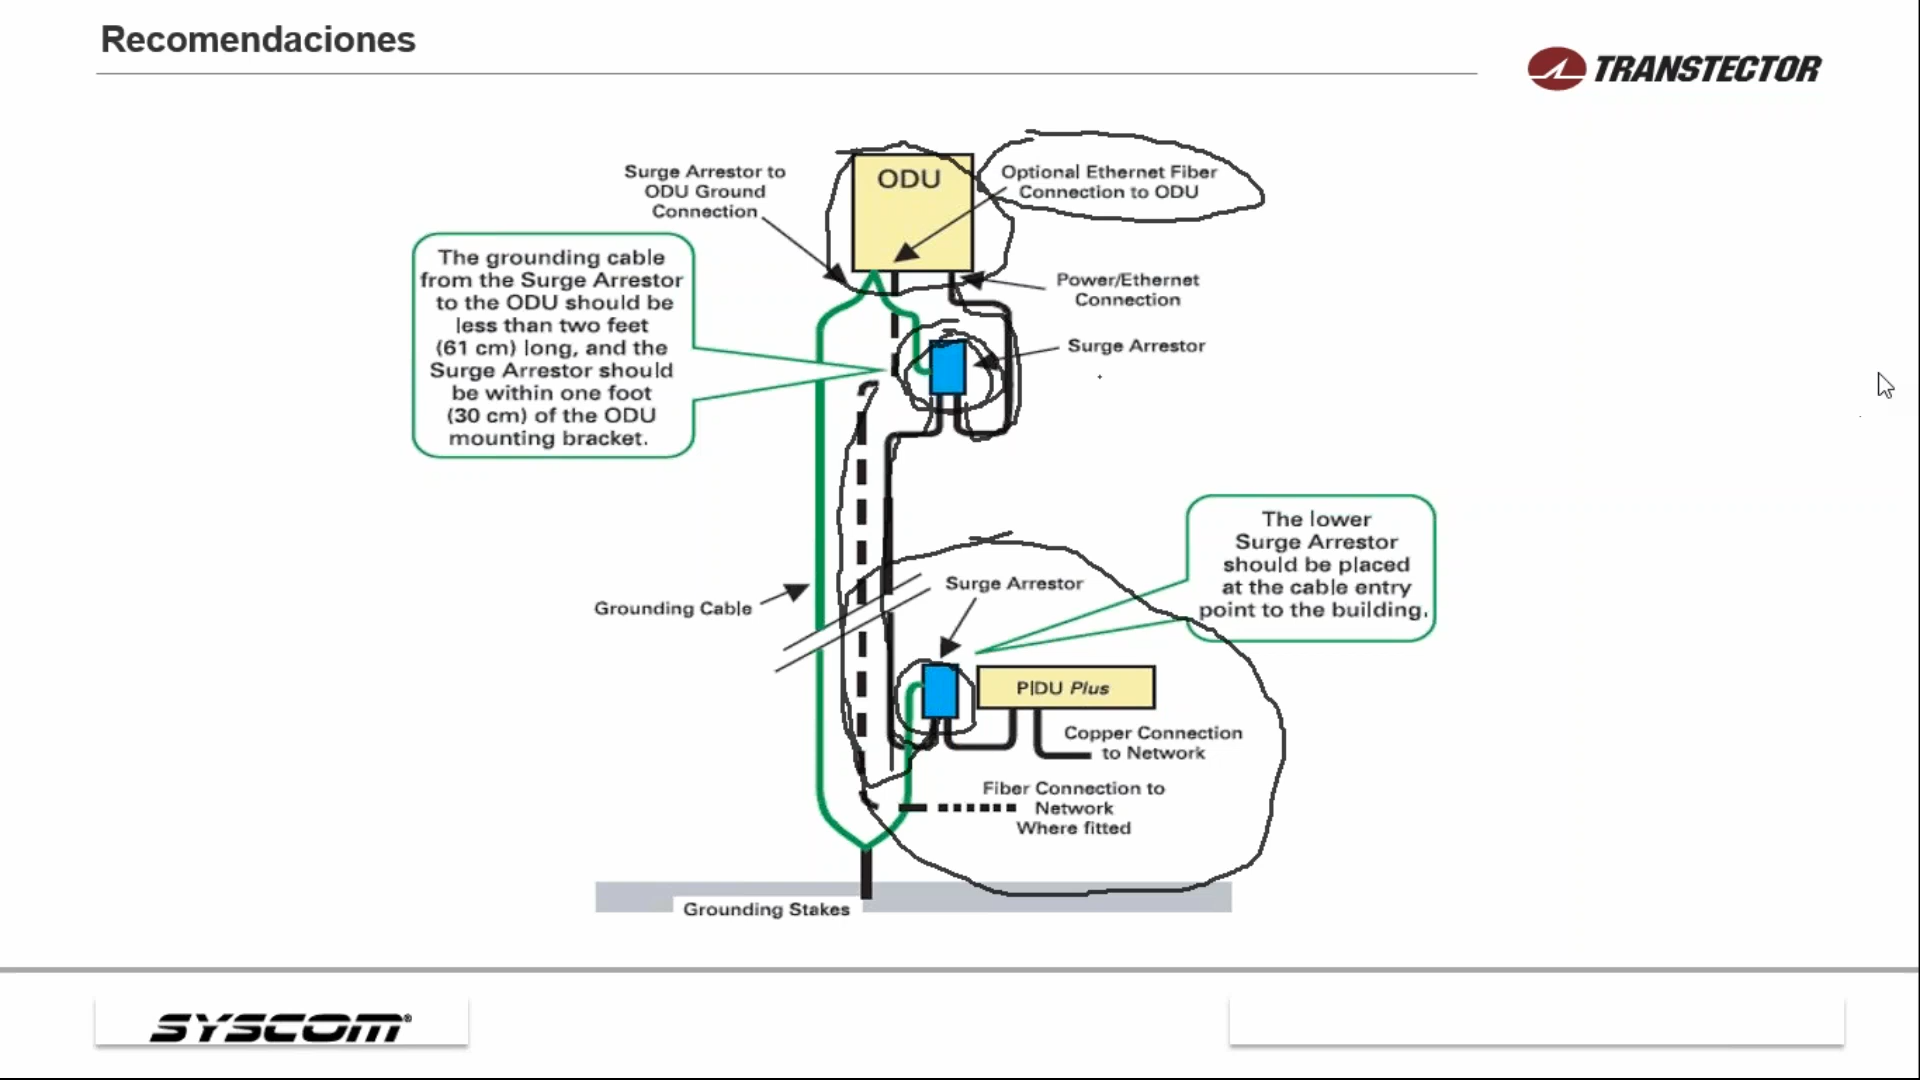 Recomendaciones
TRANSTECTOR
Surge Arrestor to
ODU Ground
Connection
ODU
Optional Ethernet Fiber
Connection to ODU
The grounding cable
from the Surge Arrestor
to the ODU should be
less than two feet
(61 cm) long, and the
Surge Arrestor should
be within one foot
(30 cm) of the ODU
mounting bracket.
Power/Ethernet
Connection
Surge Arrestor
The lower
Surge Arrestor
should be placed
at the cable entry
point to the building.
Surge Arrestor
Grounding Cable
PIDU Plus
Copper Connection
to Network
Fiber Connection to
Network
Where fitted
Grounding Stakes
SYSCOM®